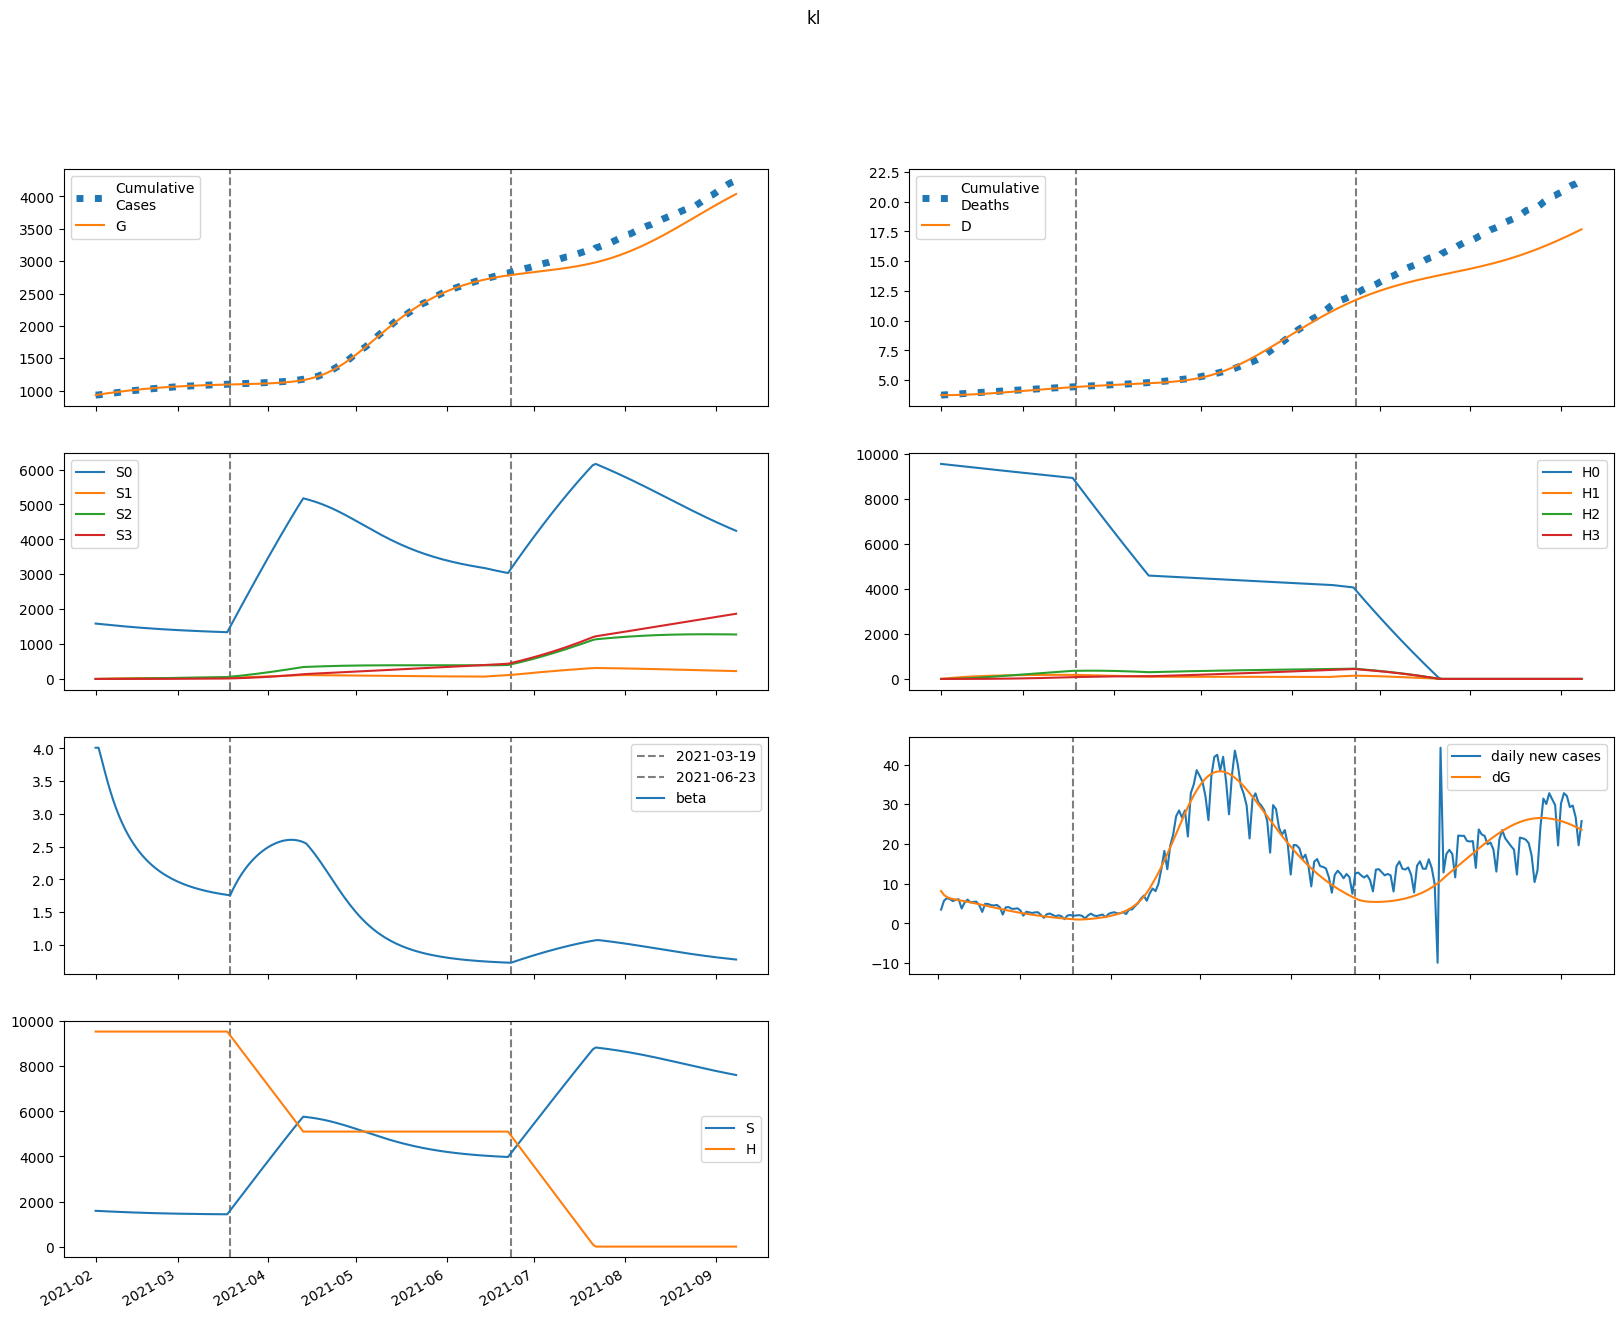 kl
4000
3500
3000
2500
2000
1500
1000
Cumulative
Cases
G
22.5
20.0
17.5
15.0
12.5
10.0
7.5
5.0
Cumulative
Deaths
D
6000
5000
4000
3000
2000
1000
0
S0
S1
S2
S3
10000
8000
6000
4000
2000
0
H0
H1
H2
H3
4.0
3.5
3.0
2.5
2.0
1.5
1.0
2021-03-19
2021-06-23
beta
40
30
20
10
0
−10
daily new cases
dG
10000
8000
6000
4000
2000
0
S
H
2021-02
2021-03
2021-04
2021-05
2021-06
2021-07
2021-08
2021-09